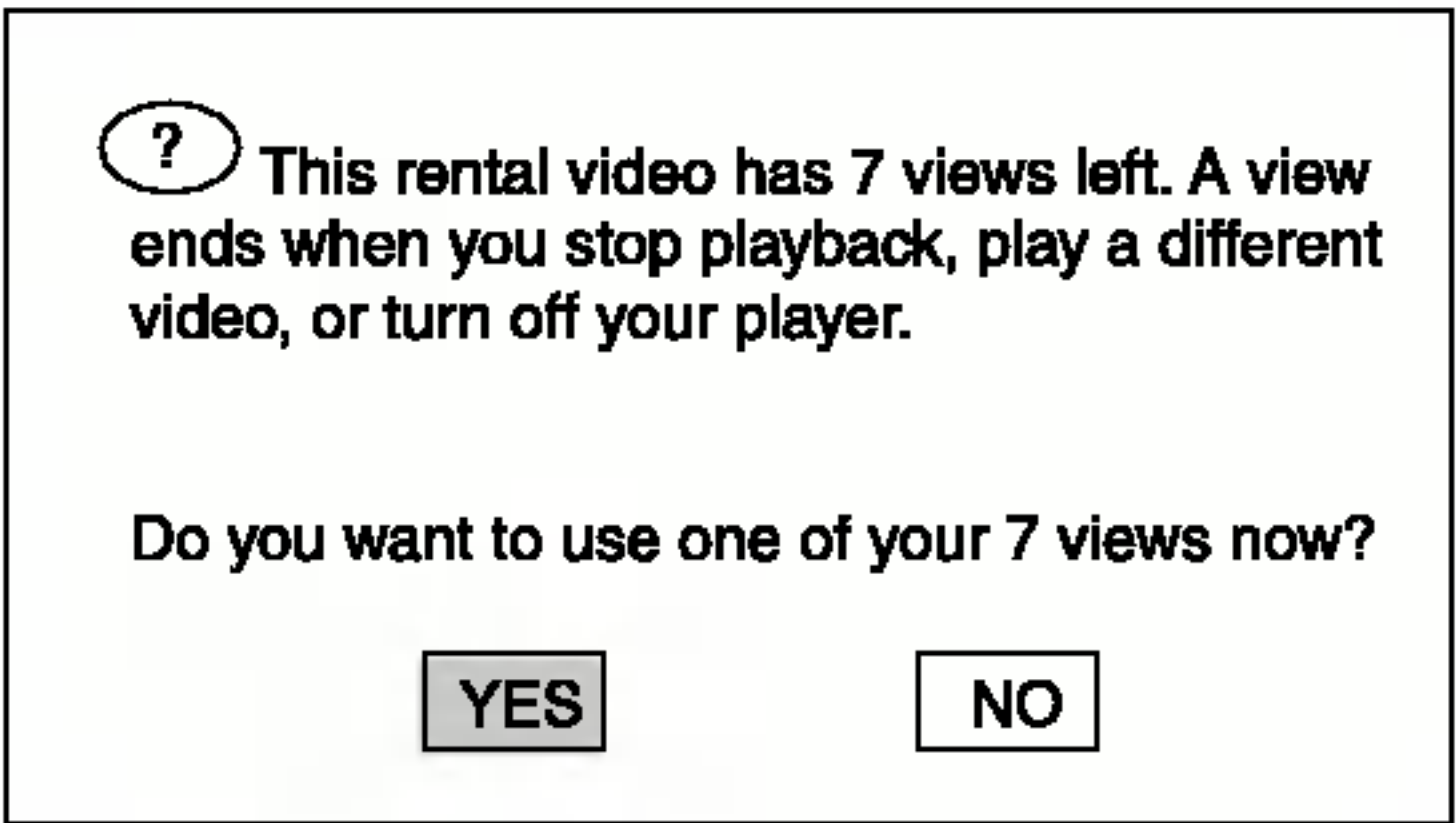 ? This rental video has 7 views left. A view
ends when you stop playback, play a different
video, or turn off your player.
Do you want to use one of your 7 views now?
YES NO